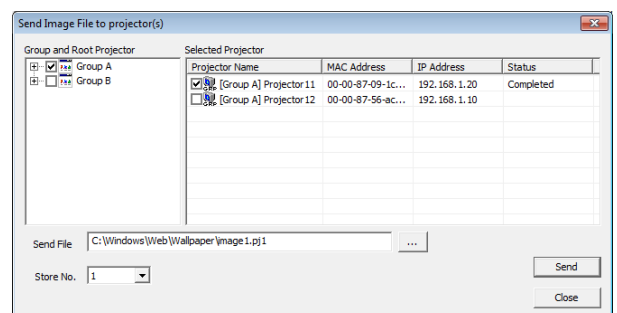 Send Image File to projector(s)
Group and Root Projector Selected Projector
Group A
Group B
Projector Name MAC Address IP Address Status
[Group A] Projector11 00-00-87-09-1c... 192.168.1.20 Completed
[Group A] Projector12 00-00-87-56-ac... 192.168.1.10
Send File C:\Windows\Web\Wallpaper\image1.pj1 ...
Store No. 1
Send
Close